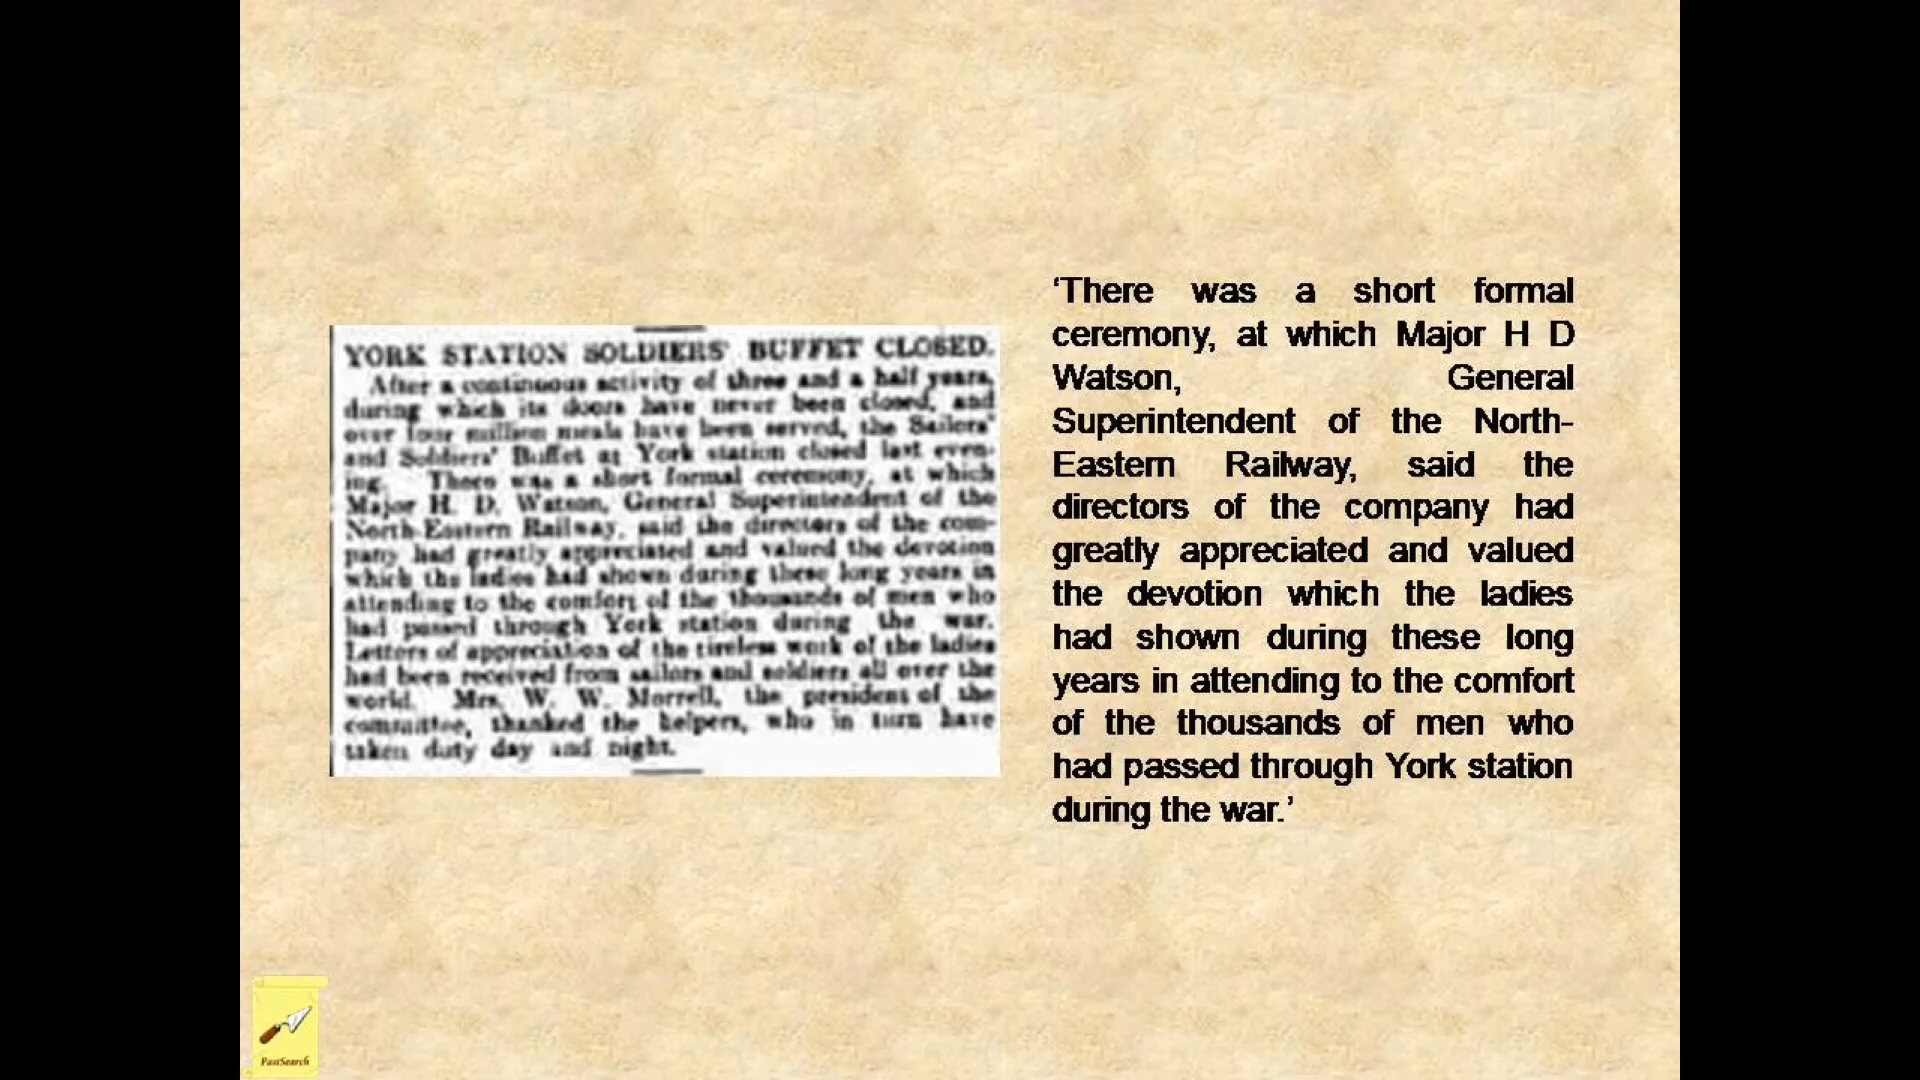 YORK STATION SOLDIERS' BUFFET CLOSED.
After a continuous activity of three and a half years,
during which its doors have never been closed, and
over four million meals have been served, the Sailors'
and Soldiers' Buffet at York station closed last even-
ing. There was a short formal ceremony, at which
Major H. D. Watson, General Superintendent of the
North-Eastern Railway, said the directors of the com-
pany had greatly appreciated and valued the devotion
which the ladies had shown during these long years in
attending to the comfort of the thousands of men who
had passed through York station during the war.
Letters of appreciation of the tireless work of the ladies
had been received from sailors and soldiers all over the
world. Mrs. W. W. Morrell, the president of the
committee, thanked the helpers, who in turn have
taken duty day and night.
‘There was a short formal
ceremony, at which Major H D
Watson, General
Superintendent of the North-
Eastern Railway, said the
directors of the company had
greatly appreciated and valued
the devotion which the ladies
had shown during these long
years in attending to the comfort
of the thousands of men who
had passed through York station
during the war.’
PastSearch